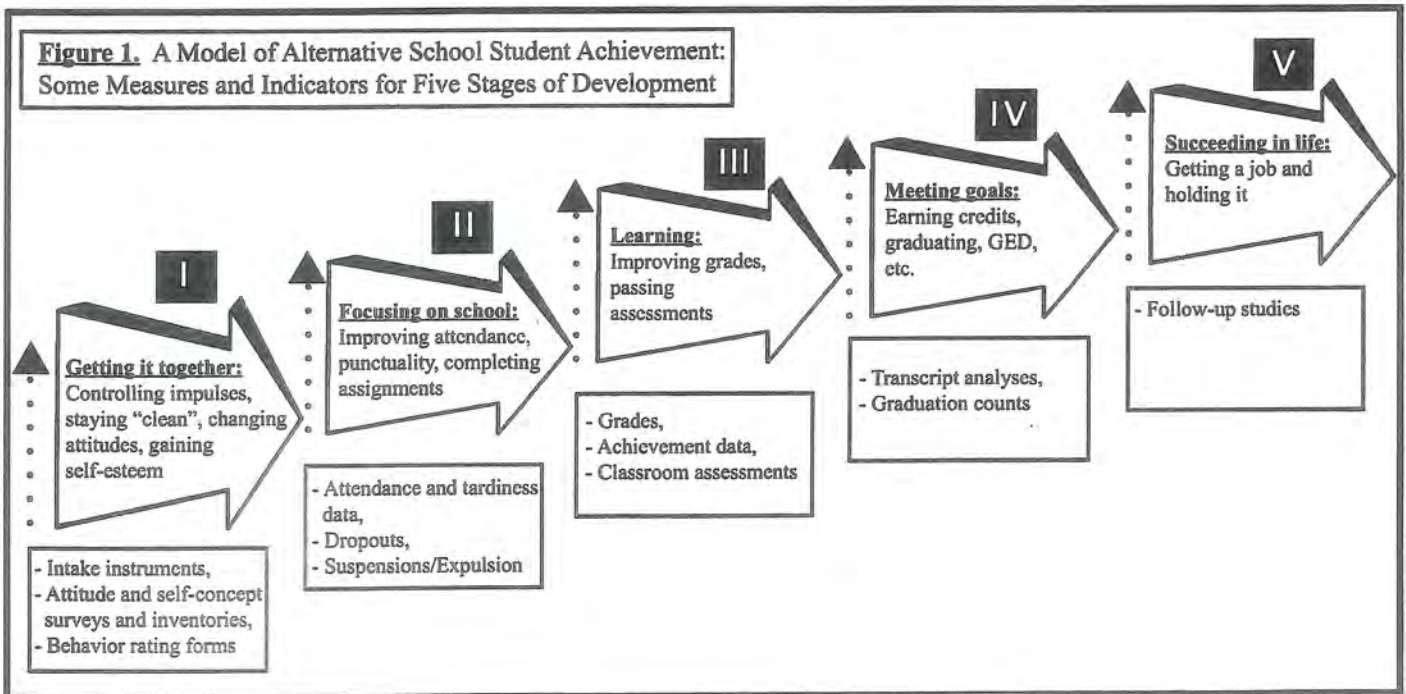 Figure 1. A Model of Alternative School Student Achievement:
Some Measures and Indicators for Five Stages of Development
I
Getting it together:
Controlling impulses,
staying “clean”, changing
attitudes, gaining
self-esteem
- Intake instruments,
- Attitude and self-concept
surveys and inventories,
- Behavior rating forms
II
Focusing on school:
Improving attendance,
punctuality, completing
assignments
- Attendance and tardiness
data,
- Dropouts,
- Suspensions/Expulsion
III
Learning:
Improving grades,
passing
assessments
- Grades,
- Achievement data,
- Classroom assessments
IV
Meeting goals:
Earning credits,
graduating, GED,
etc.
- Transcript analyses,
- Graduation counts
V
Succeeding in life:
Getting a job and
holding it
- Follow-up studies